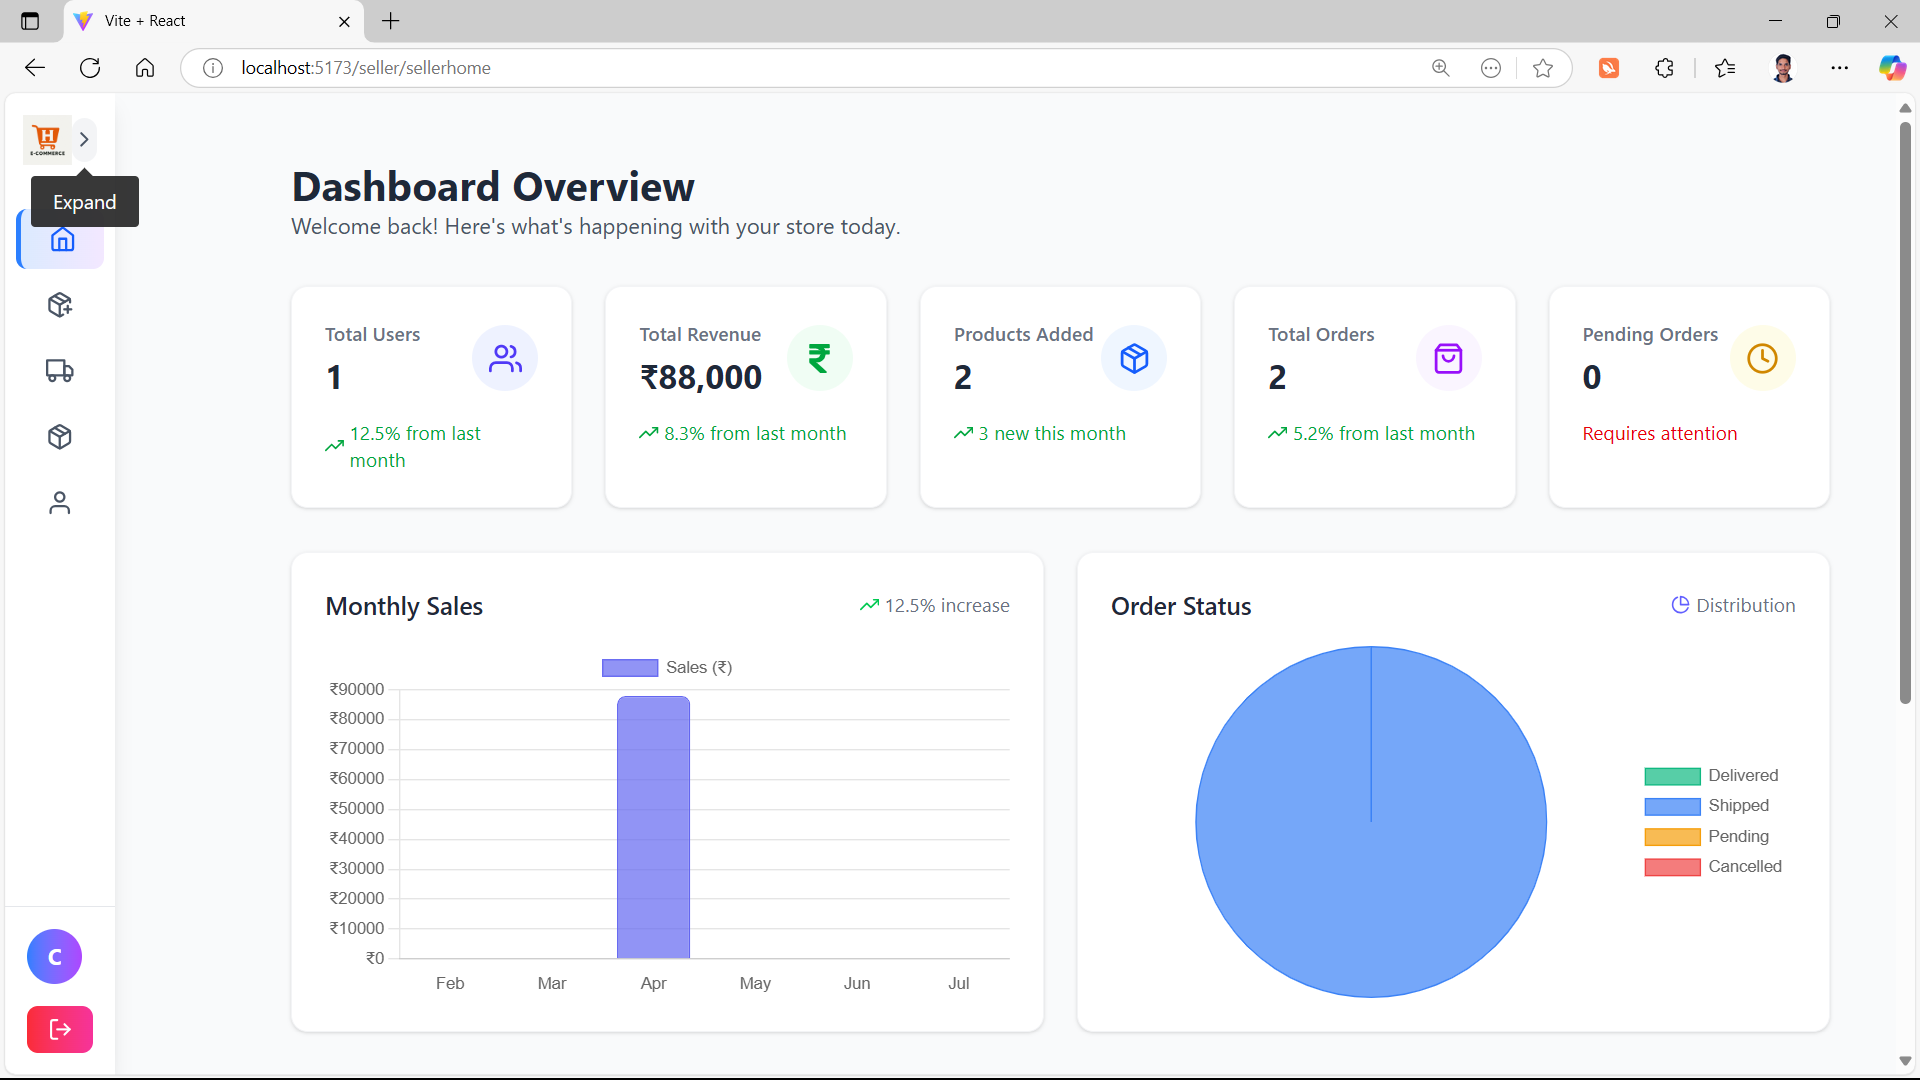 Vite + React
localhost:5173/seller/sellerhome
H
E-COMMERCE
Expand
Dashboard Overview
Welcome back! Here's what's happening with your store today.
Total Users
1
12.5% from last
month
Total Revenue
₹88,000
8.3% from last month
Products Added
2
3 new this month
Total Orders
2
5.2% from last month
Pending Orders
0
Requires attention
Monthly Sales
12.5% increase
Sales (₹)
₹90000
₹80000
₹70000
₹60000
₹50000
₹40000
₹30000
₹20000
₹10000
₹0
Feb Mar Apr May Jun Jul
Order Status
Distribution
Delivered
Shipped
Pending
Cancelled
C